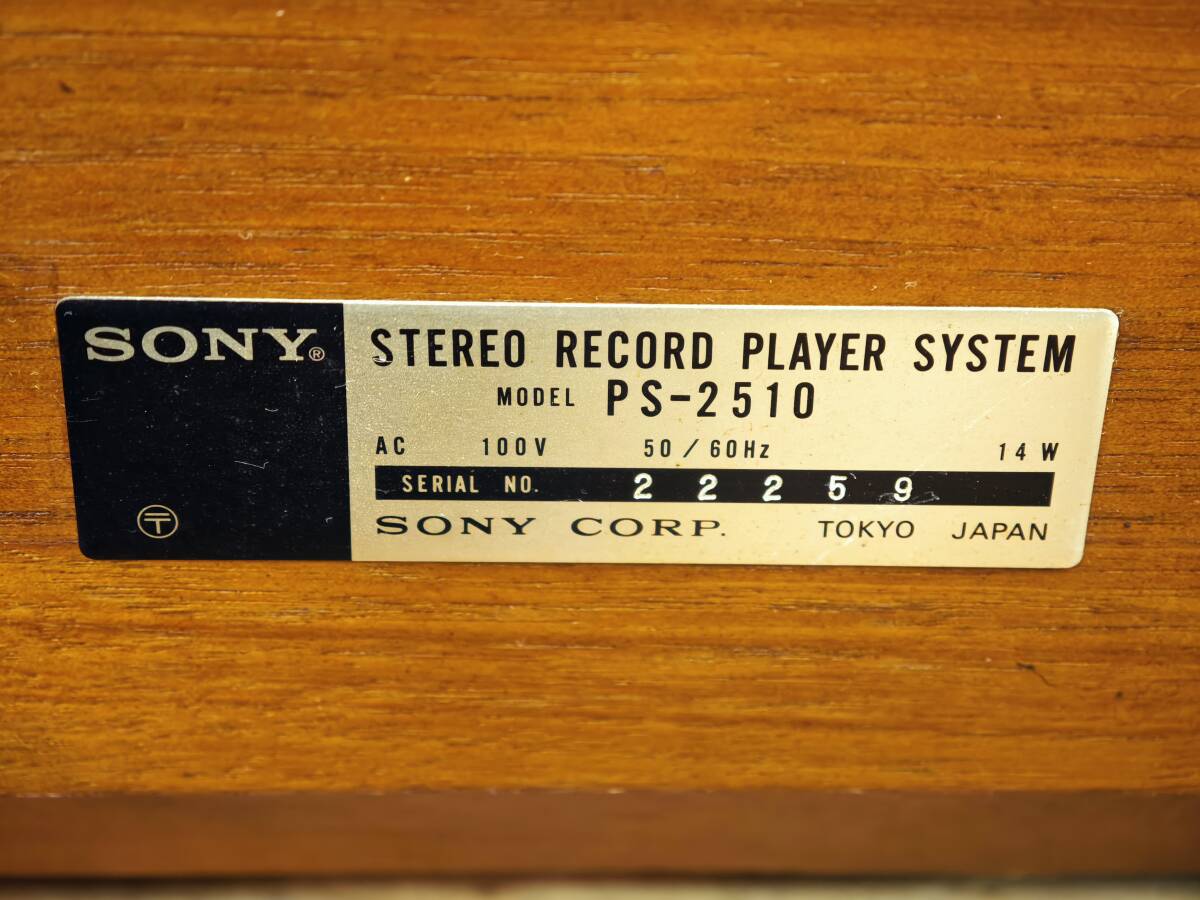 SONY®
STEREO RECORD PLAYER SYSTEM
MODEL PS-2510
AC 100V 50/60Hz 14W
SERIAL NO. 22259
〒
SONY CORP. TOKYO JAPAN